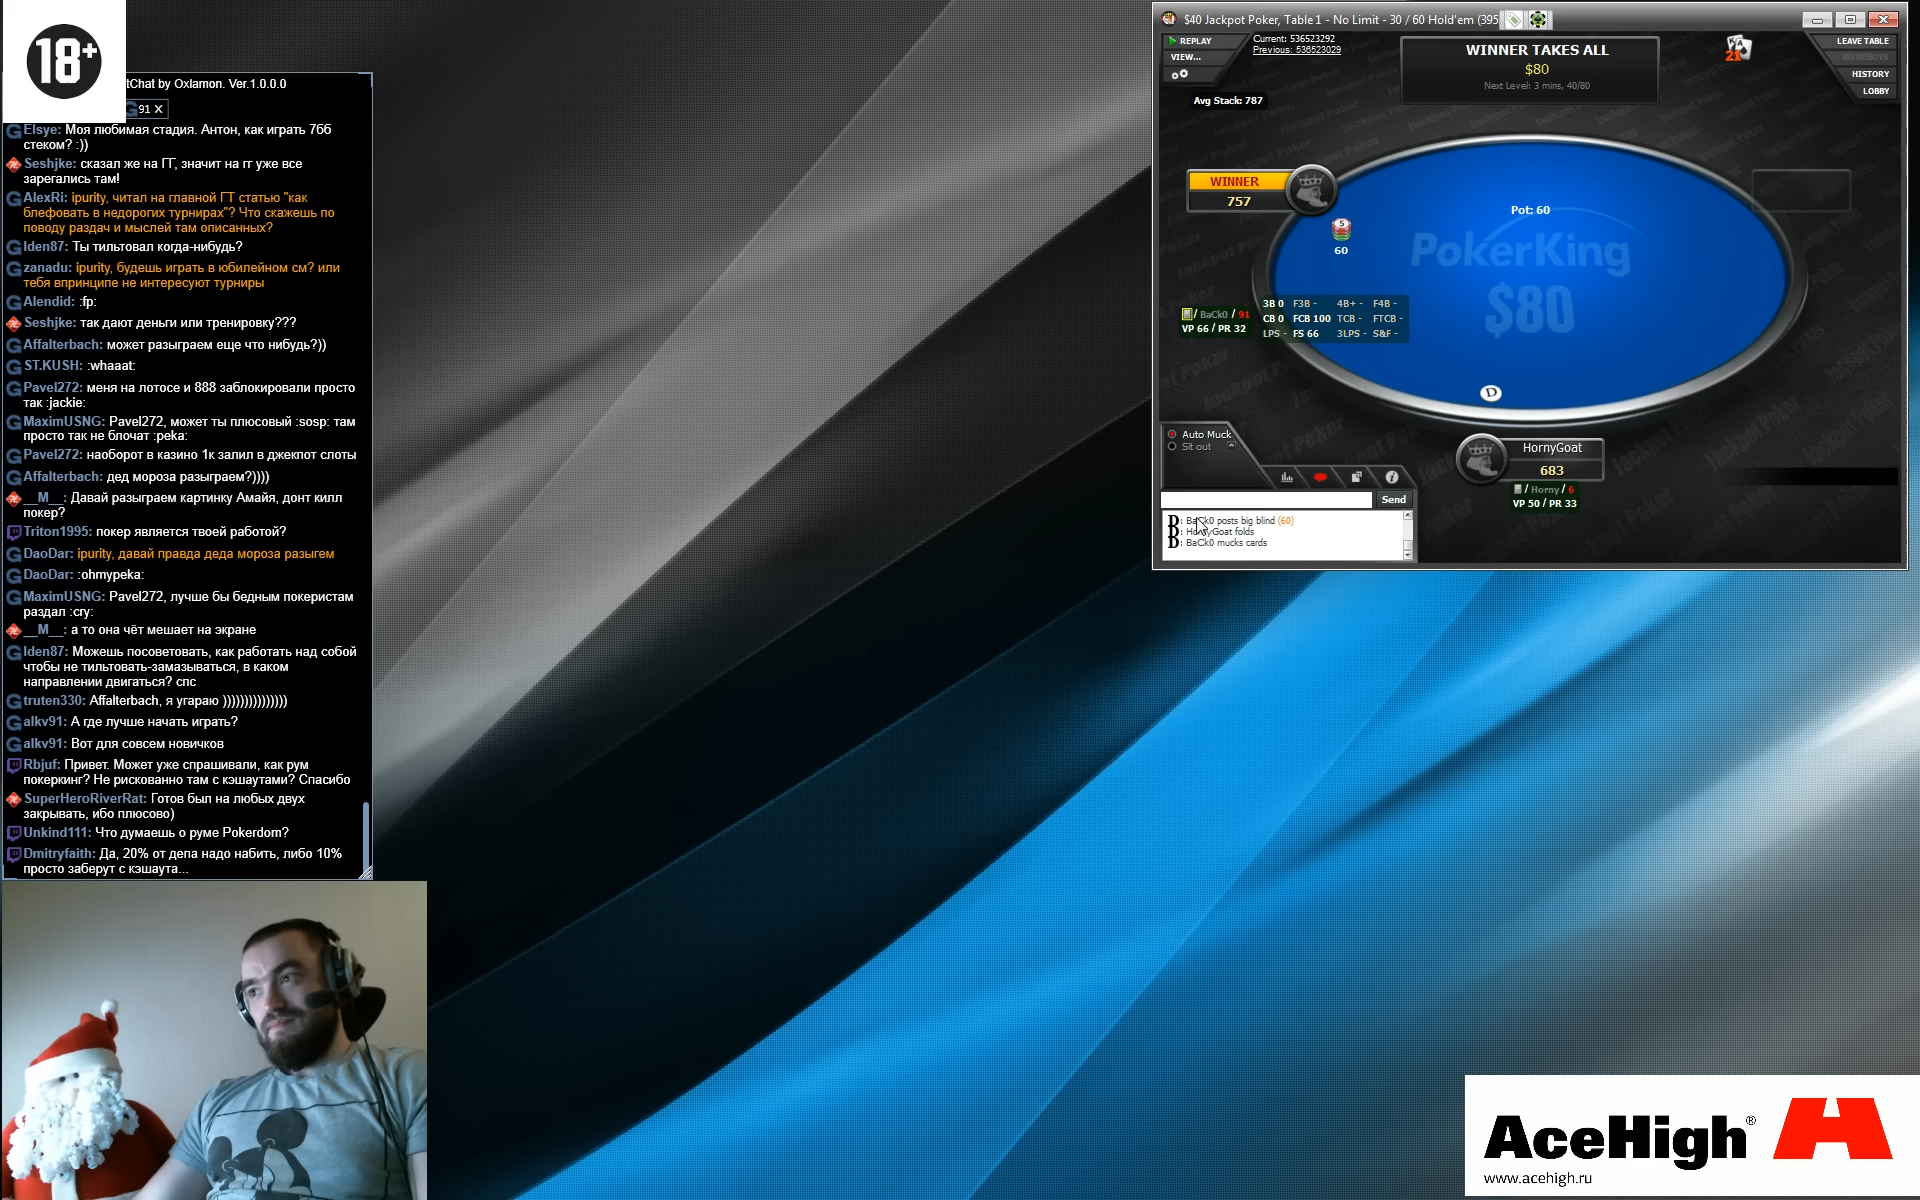 18+
tChat by Oxlamon. Ver.1.0.0.0
91 X
Elsye: Моя любимая стадия. Антон, как играть 7бб
стеком? :))
Seshjke: сказал же на ГГ, значит на гг уже все
зарегались там!
AlexRi: ipurity, читал на главной ГТ статью "как
блефовать в недорогих турнирах"? Что скажешь по
поводу раздач и мыслей там описанных?
Iden87: Ты тильтовал когда-нибудь?
zanadu: ipurity, будешь играть в юбилейном см? или
тебя впринципе не интересуют турниры
Alendid: :fp:
Seshjke: так дают деньги или тренировку???
Affalterbach: может разыграем еще что нибудь?))
ST.KUSH: :whaaat:
Pavel272: меня на лотосе и 888 заблокировали просто
так :jackie:
MaximUSNG: Pavel272, может ты плюсовый :sosp: там
просто так не блочат :peka:
Pavel272: наоборот в казино 1к залил в джекпот слоты
Affalterbach: дед мороза разыграем?))))
__M__: Давай разыграем картинку Амайя, донт килл
покер?
Triton1995: покер является твоей работой?
DaoDar: ipurity, давай правда деда мороза разыгем
DaoDar: :ohmypeka:
MaximUSNG: Pavel272, лучше бы бедным покеристам
раздал :cry:
__M__: а то она чёт мешает на экране
Iden87: Можешь посоветовать, как работать над собой
чтобы не тильтовать-замазываться, в каком
направлении двигаться? спс
truten330: Affalterbach, я угараю )))))))))))))))
alkv91: А где лучше начать играть?
alkv91: Вот для совсем новичков
Rbjuf: Привет. Может уже спрашивали, как рум
покеркинг? Не рискованно там с кэшаутами? Спасибо
SuperHeroRiverRat: Готов был на любых двух
закрывать, ибо плюсово)
Unkind111: Что думаешь о руме Pokerdom?
Dmitryfaith: Да, 20% от депа надо набить, либо 10%
просто заберут с кэшаута...
$40 Jackpot Poker, Table 1 - No Limit - 30 / 60 Hold'em (395
REPLAY
VIEW...
Current: 536523292
Previous: 536523029
Avg Stack: 787
WINNER TAKES ALL
$80
Next Level: 3 mins, 40/80
21
LEAVE TABLE
NO REBUYS
HISTORY
LOBBY
WINNER
757
Pot: 60
5
60
PokerKing
$80
/ BaCk0 / 91
VP 66 / PR 32
3B 0 F3B - 4B+ - F4B -
CB 0 FCB 100 TCB - FTCB -
LPS - FS 66 3LPS - S&F -
D
Auto Muck
Sit out
HornyGoat
683
/ Horny / 6
VP 50 / PR 33
Send
BaCk0 posts big blind (60)
HornyGoat folds
BaCk0 mucks cards
AceHigh®
www.acehigh.ru